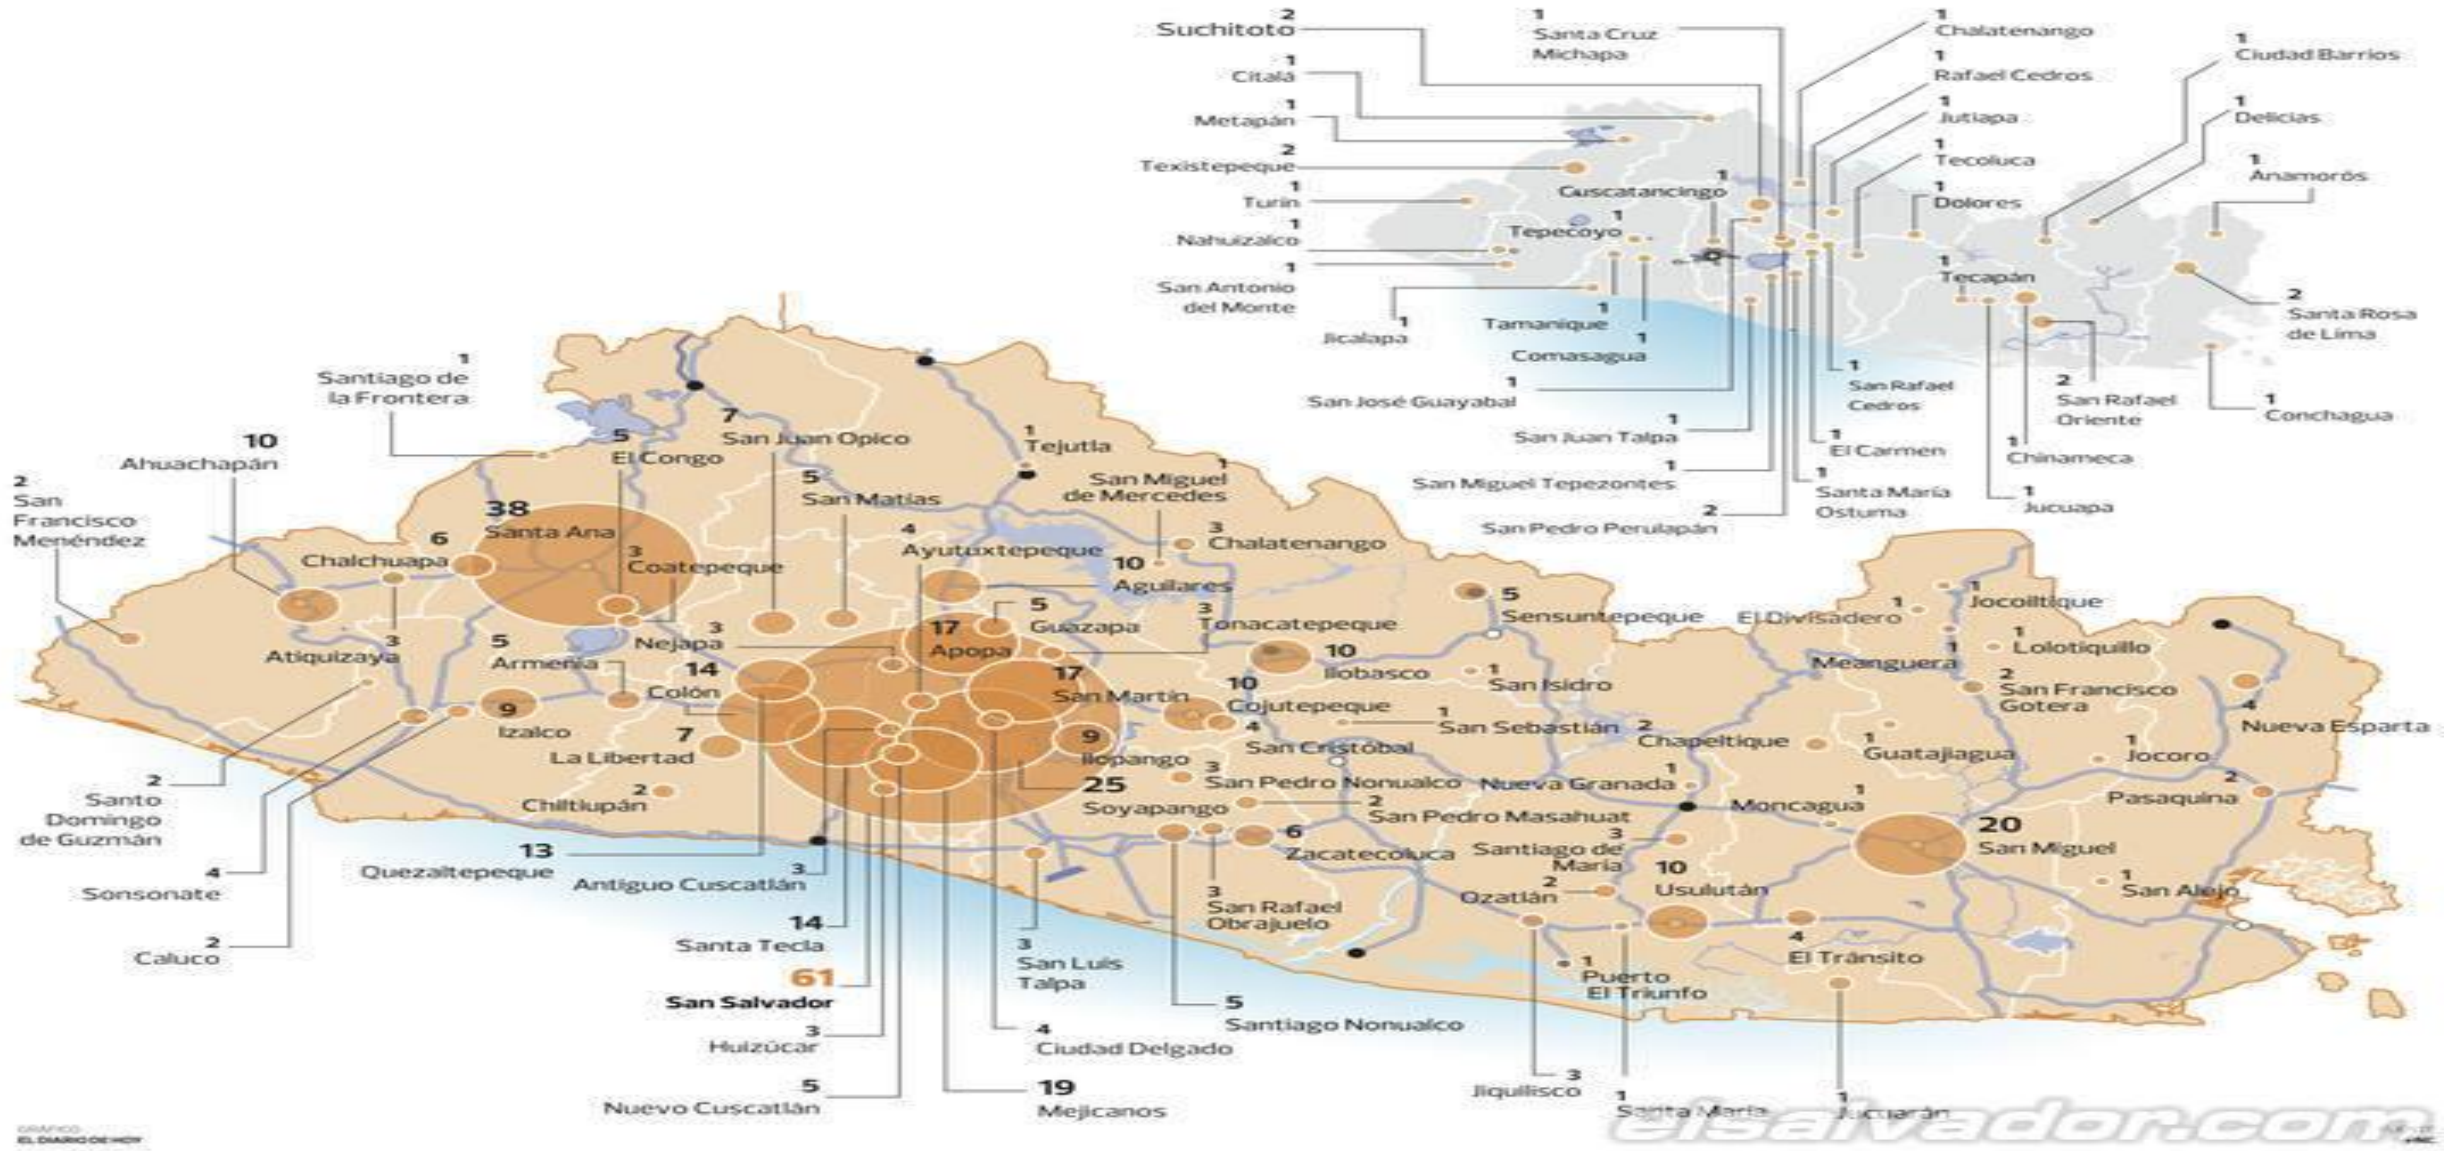 2
Suchitoto
1
Citalá
1
Metapán
2
Texistepeque
1
Turín
1
Nahuizalco
1
San Antonio
del Monte
1
Jicalapa
1
Santa Cruz
Michapa
Cuscatancingo
1
1
Tepecoyo
1
Tamanique
1
Comasagua
1
San José Guayabal
1
San Juan Talpa
1
San Miguel Tepezontes
2
San Pedro Perulapán
1
Chalatenango
1
Rafael Cedros
1
Jutiapa
1
Tecoluca
1
Dolores
1
Ciudad Barrios
1
Delicias
1
Anamorós
1
Tecapán
2
Santa Rosa
de Lima
1
San Rafael
Cedros
1
El Carmen
1
Santa María
Ostuma
2
San Rafael
Oriente
1
Chinameca
1
Jucuapa
1
Conchagua
1
Santiago de
la Frontera
10
Ahuachapán
2
San
Francisco
Menéndez
5
El Congo
7
San Juan Opico
1
Tejutla
5
San Matías
1
San Miguel
de Mercedes
38
Santa Ana
6
Chalchuapa
3
Coatepeque
4
Ayutuxtepeque
3
Chalatenango
10
Aguilares
3
Atiquizaya
5
Armenia
3
Nejapa
14
Colón
17
Apopa
5
Guazapa
3
Tonacatepeque
5
Sensuntepeque
10
Ilobasco
17
San Martín
10
Cojutepeque
4
San Cristóbal
1
San Isidro
1
San Sebastián
9
Izalco
7
La Libertad
2
Chiltiupán
9
Ilopango
25
Soyapango
3
San Pedro Nonualco
2
San Pedro Masahuat
6
Zacatecoluca
3
San Rafael
Obrajuelo
1
El Divisadero
1
Jocoiltique
1
Lolotiquillo
1
Meanguera
2
San Francisco
Gotera
4
Nueva Esparta
2
Chapeltique
1
Guatajiagua
1
Jocoro
1
Nueva Granada
1
Moncagua
2
Pasaquina
20
San Miguel
3
Santiago de
María
2
Ozatlán
10
Usulután
1
San Alejo
4
El Tránsito
1
Puerto
El Triunfo
2
Santo
Domingo
de Guzmán
4
Sonsonate
2
Caluco
13
Quezaltepeque
3
Antiguo Cuscatlán
14
Santa Tecla
61
San Salvador
3
Huizúcar
5
Nuevo Cuscatlán
3
San Luis
Talpa
4
Ciudad Delgado
19
Mejicanos
5
Santiago Nonualco
3
Jiquilisco
1
Santa María
1
Jucuarán
GRÁFICO
EL DIARIO DE HOY
elsalvador.com